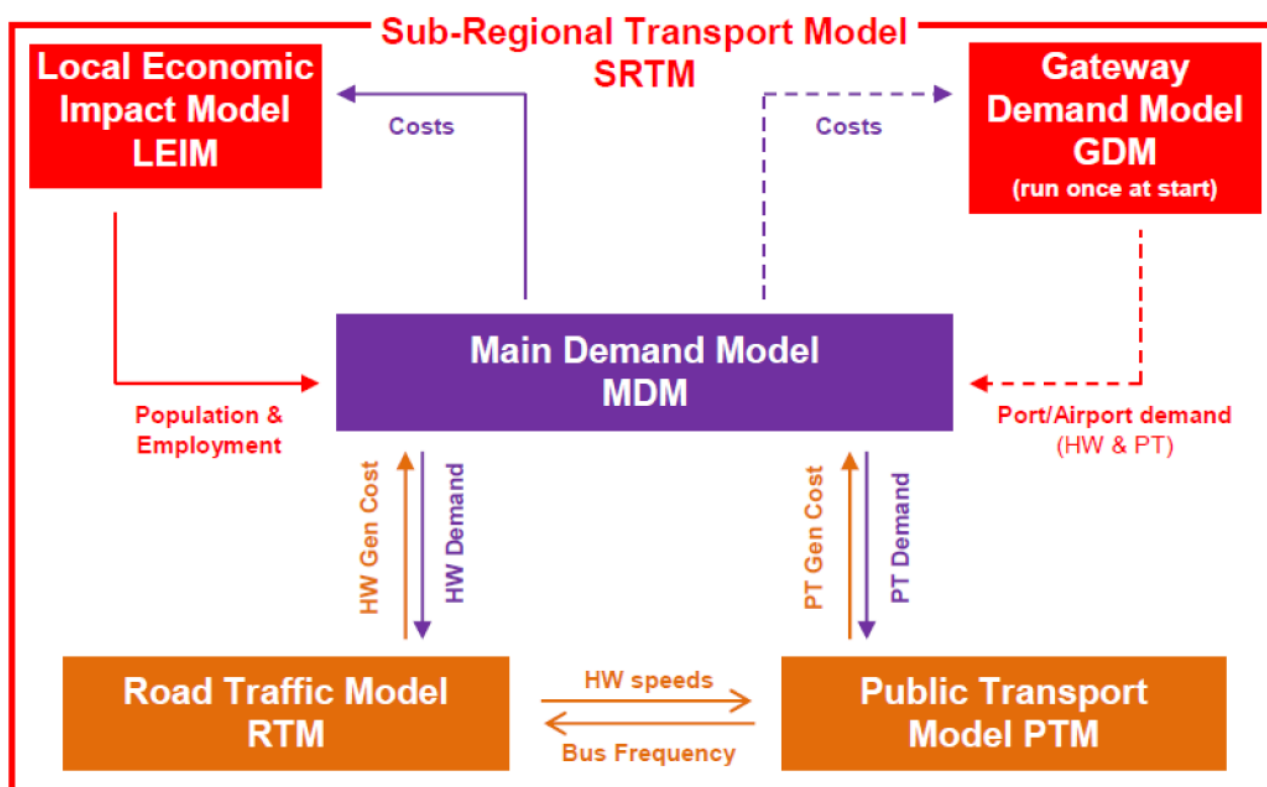 Sub-Regional Transport Model
SRTM
Local Economic
Impact Model
LEIM
Gateway
Demand Model
GDM
(run once at start)
Costs
Costs
Main Demand Model
MDM
Population &
Employment
Port/Airport demand
(HW & PT)
HW Gen Cost
HW Demand
PT Gen Cost
PT Demand
Road Traffic Model
RTM
HW speeds
Bus Frequency
Public Transport
Model PTM